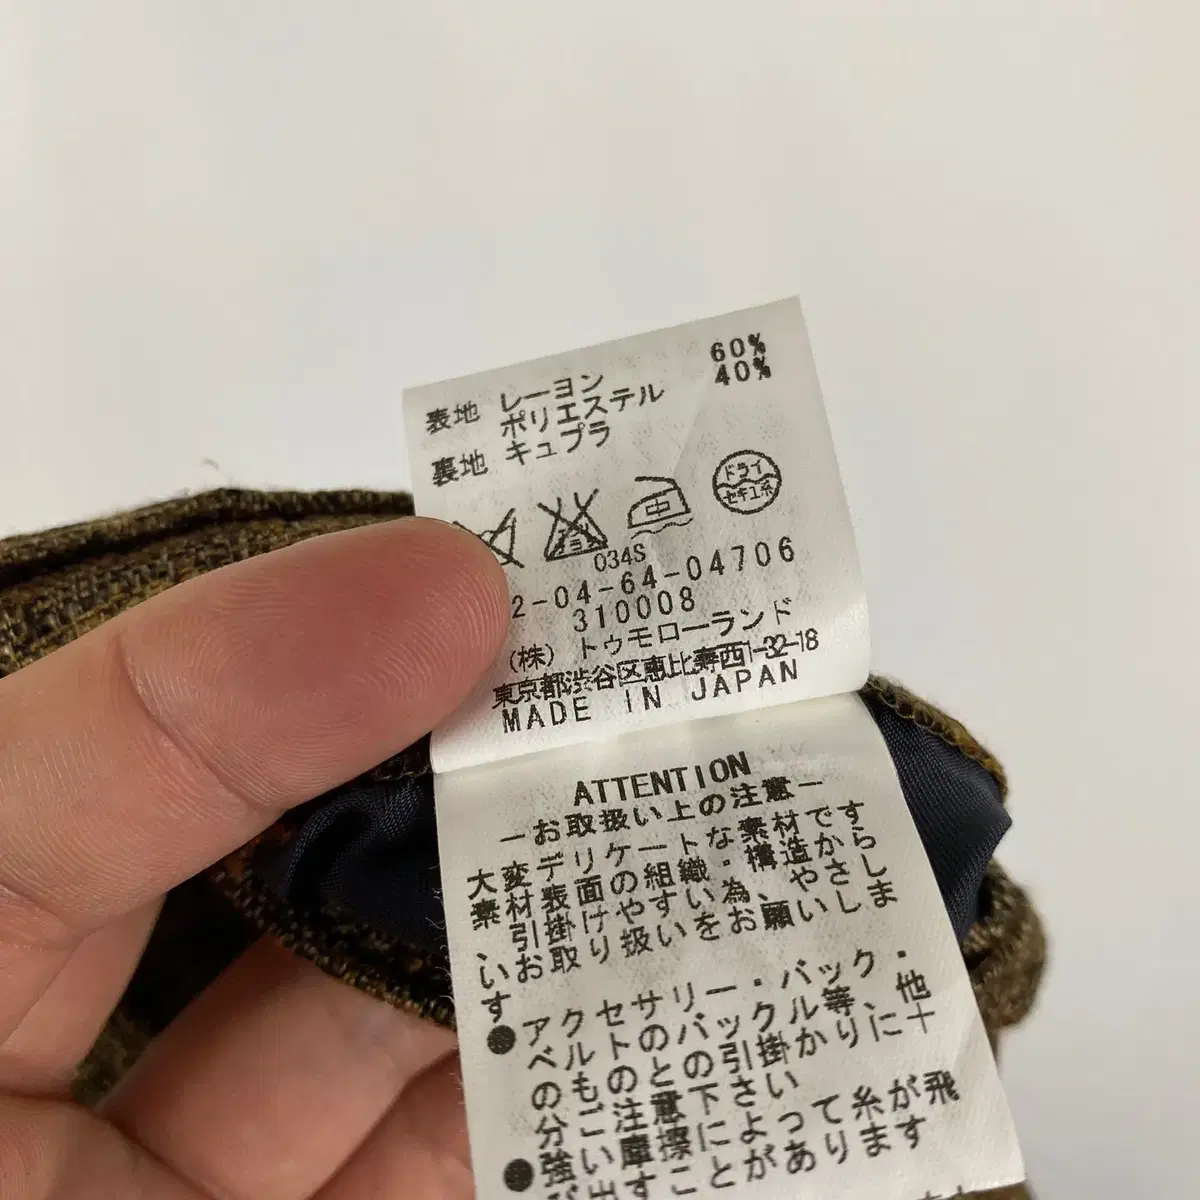 表地 レーヨン 60%
ポリエステル 40%
裏地 キュプラ
ドライ
セキユ系
中
034S
2-04-64-04706
310008
(株) トゥモローランド
東京都渋谷区恵比寿西1-32-18
MADE IN JAPAN
ATTENTION
－お取扱い上の注意－
大変デリケートな素材です
素材表面の組織・構造からし
、引掛けやすい為、やさし
いお取り扱いをお願いしま
す
●アクセサリー・バック・
ベルトのバックル等、他
のものとの引掛かりに十
分ご注意下さい
●強い摩擦によって糸が飛
び出すことがあります